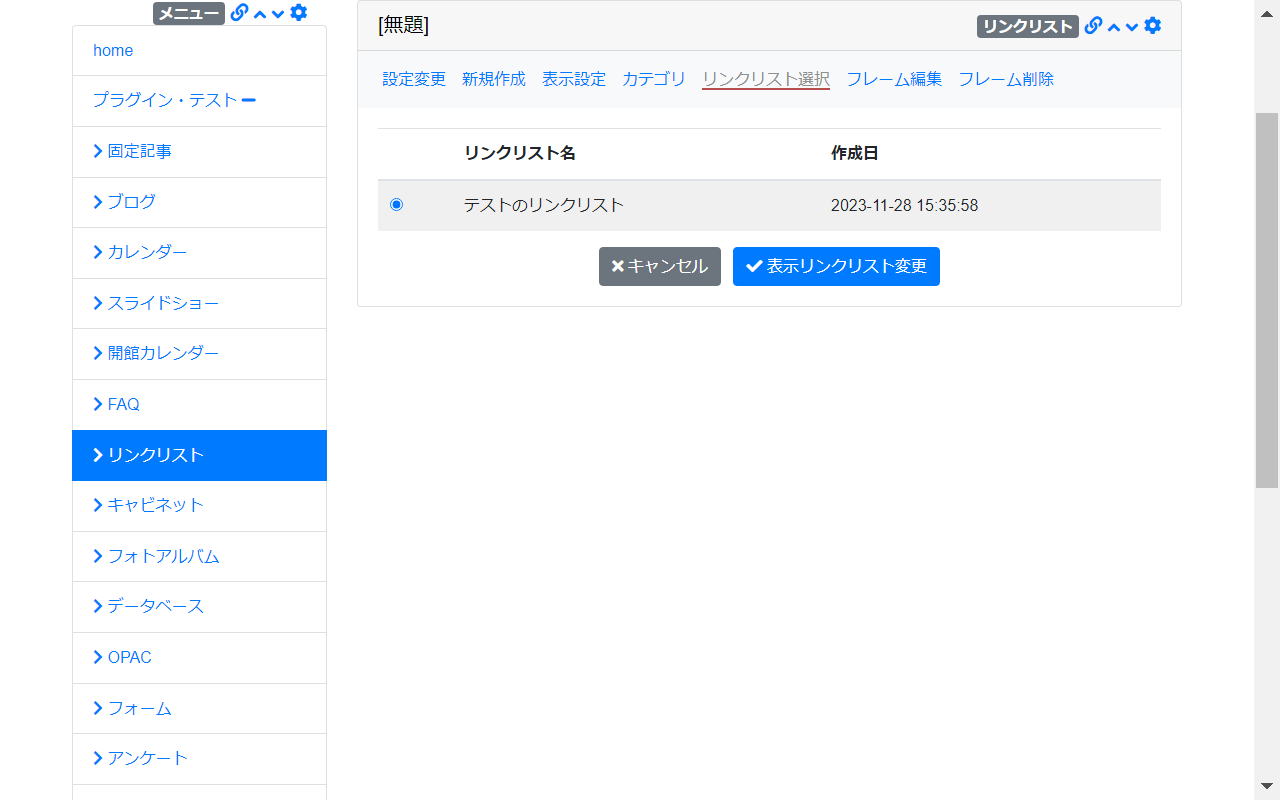 メニュー
home
プラグイン・テスト
固定記事
ブログ
カレンダー
スライドショー
開館カレンダー
FAQ
リンクリスト
キャビネット
フォトアルバム
データベース
OPAC
フォーム
アンケート
[無題]
リンクリスト
設定変更 新規作成 表示設定 カテゴリ リンクリスト選択 フレーム編集 フレーム削除
リンクリスト名 作成日
テストのリンクリスト 2023-11-28 15:35:58
キャンセル 表示リンクリスト変更